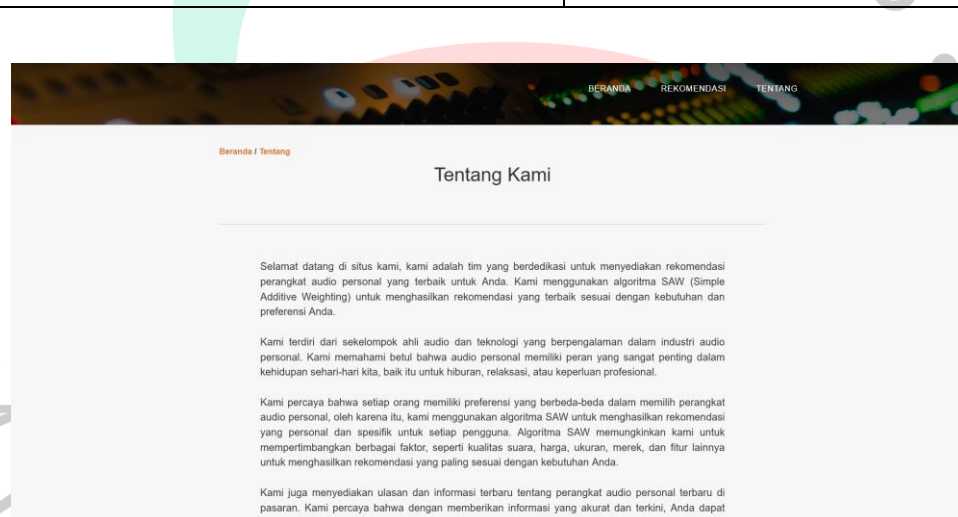 BERANDA REKOMENDASI TENTANG
Beranda / Tentang
Tentang Kami
Selamat datang di situs kami, kami adalah tim yang berdedikasi untuk menyediakan rekomendasi
perangkat audio personal yang terbaik untuk Anda. Kami menggunakan algoritma SAW (Simple
Additive Weighting) untuk menghasilkan rekomendasi yang terbaik sesuai dengan kebutuhan dan
preferensi Anda.
Kami terdiri dari sekelompok ahli audio dan teknologi yang berpengalaman dalam industri audio
personal. Kami memahami betul bahwa audio personal memiliki peran yang sangat penting dalam
kehidupan sehari-hari kita, baik itu untuk hiburan, relaksasi, atau keperluan profesional.
Kami percaya bahwa setiap orang memiliki preferensi yang berbeda-beda dalam memilih perangkat
audio personal, oleh karena itu, kami menggunakan algoritma SAW untuk menghasilkan rekomendasi
yang personal dan spesifik untuk setiap pengguna. Algoritma SAW memungkinkan kami untuk
mempertimbangkan berbagai faktor, seperti kualitas suara, harga, ukuran, merek, dan fitur lainnya
untuk menghasilkan rekomendasi yang paling sesuai dengan kebutuhan Anda.
Kami juga menyediakan ulasan dan informasi terbaru tentang perangkat audio personal terbaru di
pasaran. Kami percaya bahwa dengan memberikan informasi yang akurat dan terkini, Anda dapat